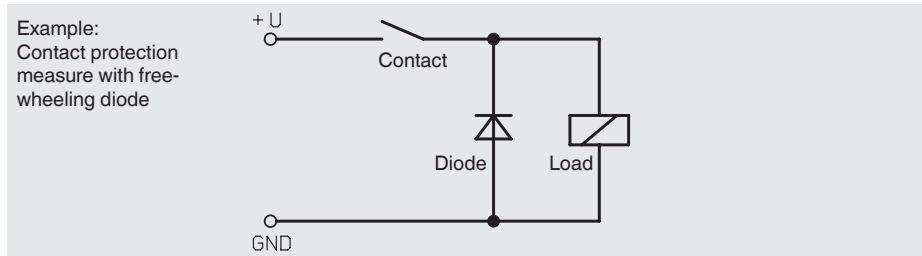 Example:
Contact protection
measure with free-
wheeling diode
+ U
Contact
Diode
Load
GND